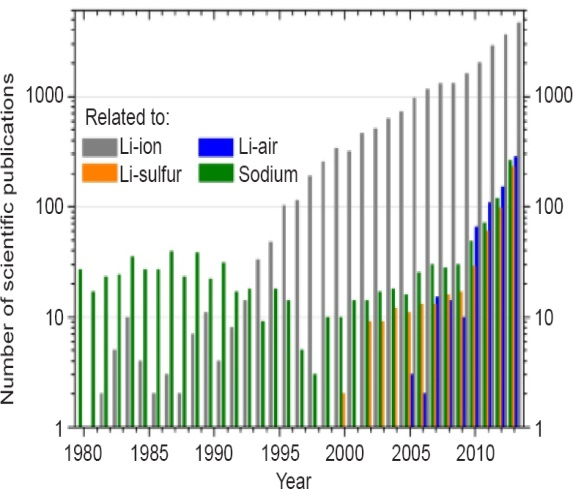 Number of scientific publications
1000
100
10
1
Related to:
Li-ion
Li-air
Li-sulfur
Sodium
1000
100
10
1
1980 1985 1990 1995 2000 2005 2010
Year